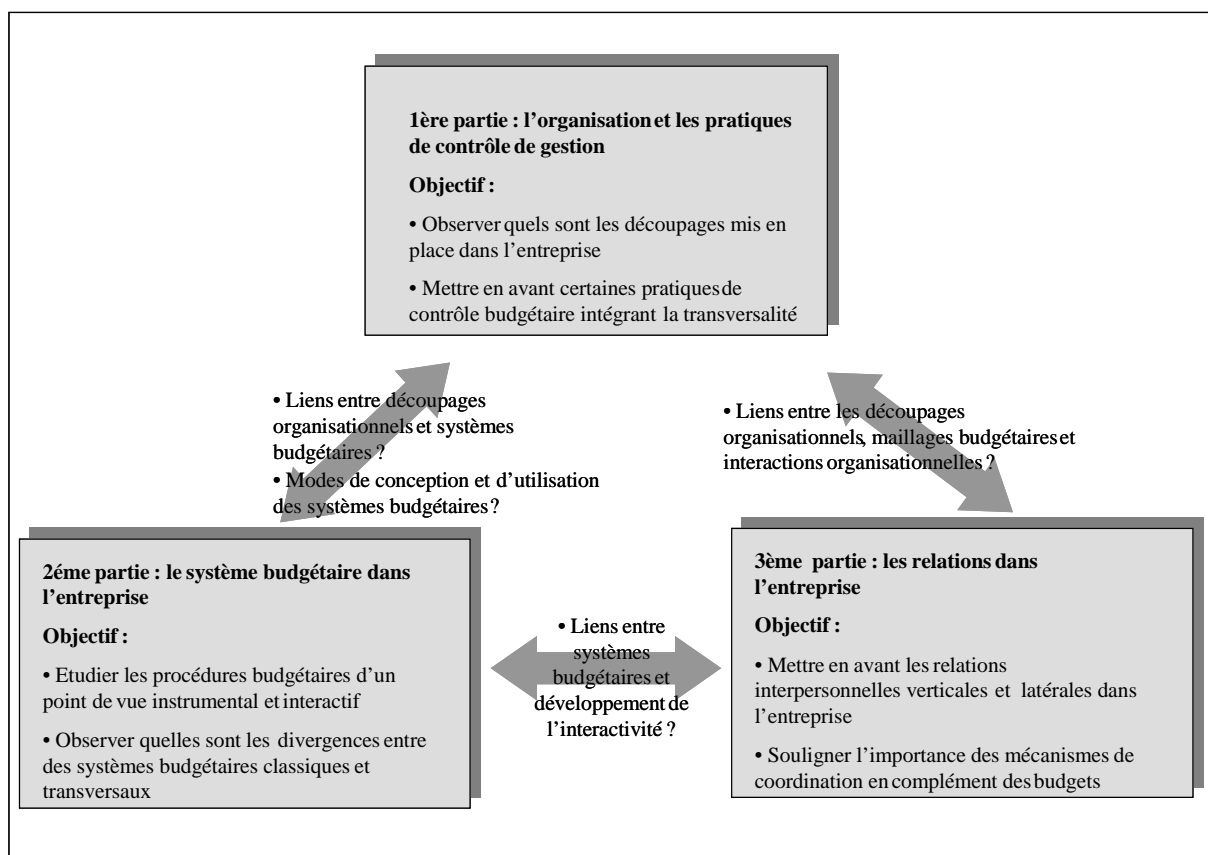 1ère partie : l’organisation et les pratiques
de contrôle de gestion
Objectif :
• Observer quels sont les découpages mis en
place dans l’entreprise
• Mettre en avant certaines pratiques de
contrôle budgétaire intégrant la transversalité
• Liens entre découpages
organisationnels et systèmes
budgétaires ?
• Modes de conception et d’utilisation
des systèmes budgétaires ?
• Liens entre les découpages
organisationnels, maillages budgétaires et
interactions organisationnelles ?
2éme partie : le système budgétaire dans
l’entreprise
Objectif :
• Etudier les procédures budgétaires d’un
point de vue instrumental et interactif
• Observer quelles sont les divergences entre
des systèmes budgétaires classiques et
transversaux
• Liens entre
systèmes
budgétaires et
développement de
l’interactivité ?
3ème partie : les relations dans
l’entreprise
Objectif :
• Mettre en avant les relations
interpersonnelles verticales et latérales dans
l’entreprise
• Souligner l’importance des mécanismes de
coordination en complément des budgets